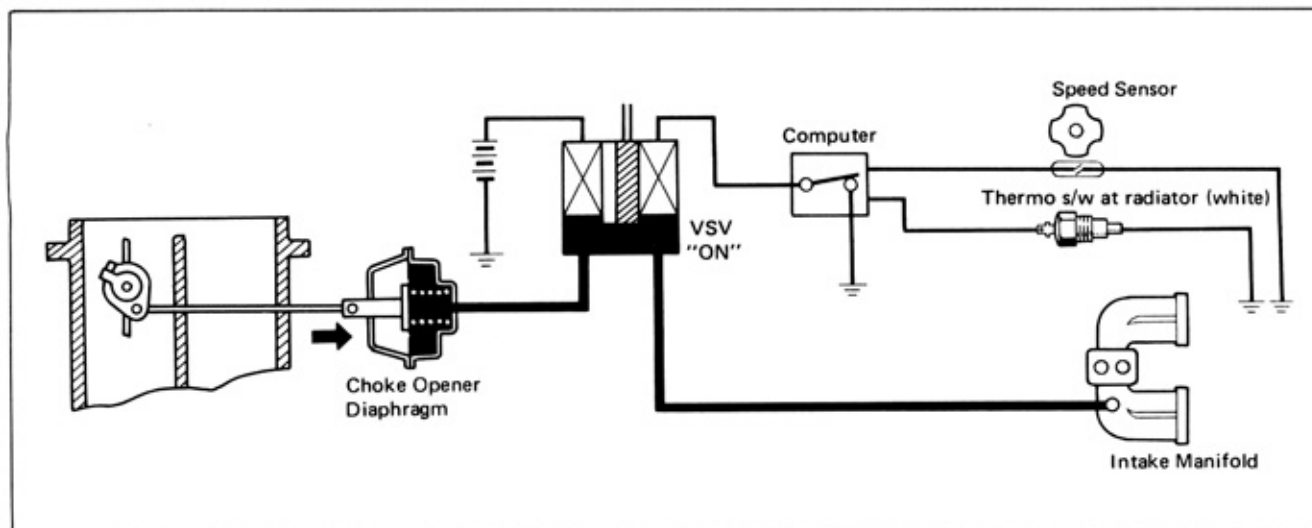 Speed Sensor
Computer
Thermo s/w at radiator (white)
VSV
"ON"
Choke Opener
Diaphragm
Intake Manifold